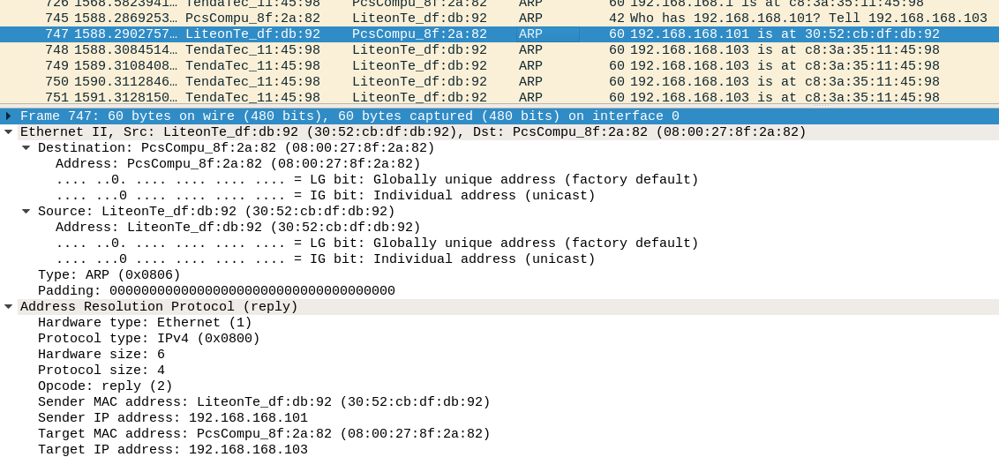 726 1568.5823941… TendaTec_11:45:98 PcsCompu_8f:2a:82 ARP 60 192.168.168.1 is at c8:3a:35:11:45:98
745 1588.2869253… PcsCompu_8f:2a:82 LiteonTe_df:db:92 ARP 42 Who has 192.168.168.101? Tell 192.168.168.103
747 1588.2902757… LiteonTe_df:db:92 PcsCompu_8f:2a:82 ARP 60 192.168.168.101 is at 30:52:cb:df:db:92
748 1588.3084514… TendaTec_11:45:98 LiteonTe_df:db:92 ARP 60 192.168.168.103 is at c8:3a:35:11:45:98
749 1589.3108408… TendaTec_11:45:98 LiteonTe_df:db:92 ARP 60 192.168.168.103 is at c8:3a:35:11:45:98
750 1590.3112846… TendaTec_11:45:98 LiteonTe_df:db:92 ARP 60 192.168.168.103 is at c8:3a:35:11:45:98
751 1591.3128150… TendaTec_11:45:98 LiteonTe_df:db:92 ARP 60 192.168.168.103 is at c8:3a:35:11:45:98
Frame 747: 60 bytes on wire (480 bits), 60 bytes captured (480 bits) on interface 0
Ethernet II, Src: LiteonTe_df:db:92 (30:52:cb:df:db:92), Dst: PcsCompu_8f:2a:82 (08:00:27:8f:2a:82)
Destination: PcsCompu_8f:2a:82 (08:00:27:8f:2a:82)
Address: PcsCompu_8f:2a:82 (08:00:27:8f:2a:82)
.... ..0. .... .... .... .... = LG bit: Globally unique address (factory default)
.... ...0 .... .... .... .... = IG bit: Individual address (unicast)
Source: LiteonTe_df:db:92 (30:52:cb:df:db:92)
Address: LiteonTe_df:db:92 (30:52:cb:df:db:92)
.... ..0. .... .... .... .... = LG bit: Globally unique address (factory default)
.... ...0 .... .... .... .... = IG bit: Individual address (unicast)
Type: ARP (0x0806)
Padding: 000000000000000000000000000000000000
Address Resolution Protocol (reply)
Hardware type: Ethernet (1)
Protocol type: IPv4 (0x0800)
Hardware size: 6
Protocol size: 4
Opcode: reply (2)
Sender MAC address: LiteonTe_df:db:92 (30:52:cb:df:db:92)
Sender IP address: 192.168.168.101
Target MAC address: PcsCompu_8f:2a:82 (08:00:27:8f:2a:82)
Target IP address: 192.168.168.103